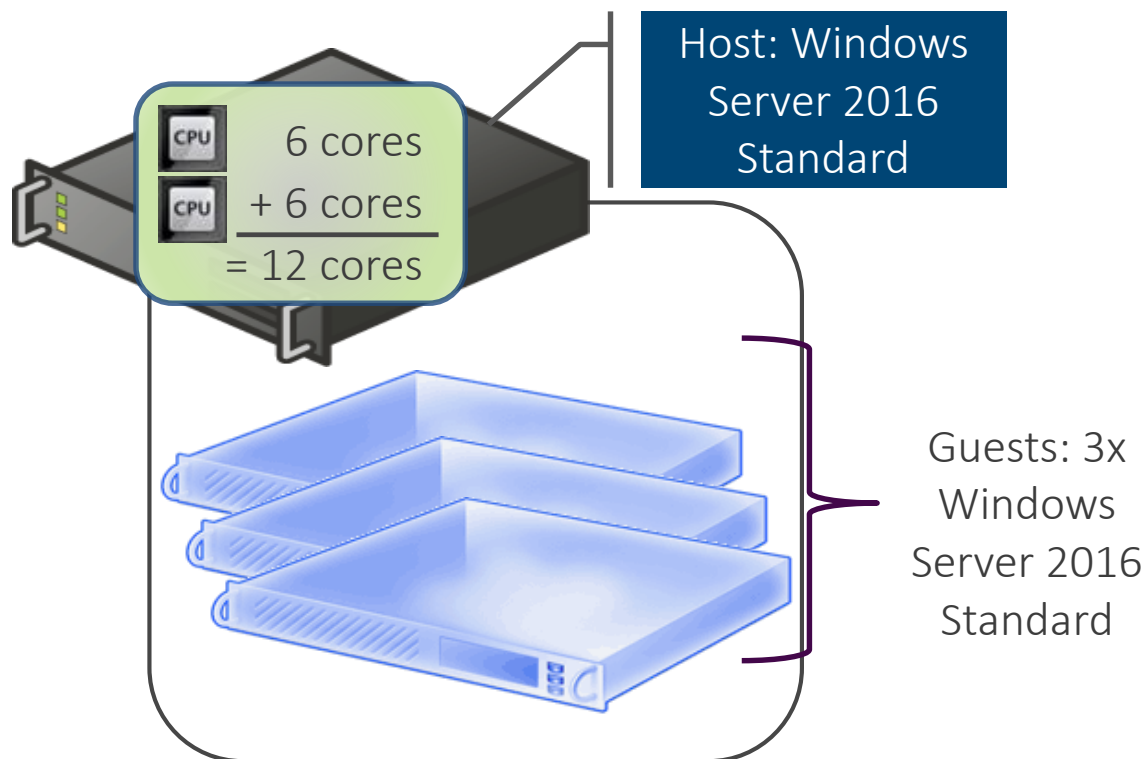 Host: Windows
Server 2016
Standard
CPU
6 cores
CPU
+ 6 cores
= 12 cores
Guests: 3x
Windows
Server 2016
Standard